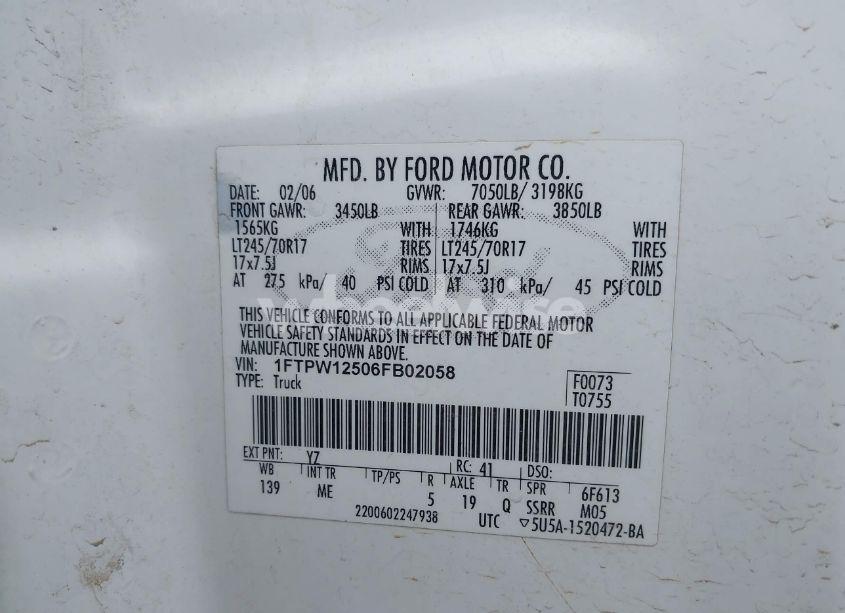 MFD. BY FORD MOTOR CO.
DATE: 02/06 GVWR: 7050LB/ 3198KG
FRONT GAWR: 3450LB REAR GAWR: 3850LB
1565KG WITH 1746KG WITH
LT245/70R17 TIRES LT245/70R17 TIRES
17x7.5J RIMS 17x7.5J RIMS
AT 275 kPa/ 40 PSI COLD AT 310 kPa/ 45 PSI COLD
THIS VEHICLE CONFORMS TO ALL APPLICABLE FEDERAL MOTOR
VEHICLE SAFETY STANDARDS IN EFFECT ON THE DATE OF
MANUFACTURE SHOWN ABOVE.
VIN: 1FTPW12506FB02058
TYPE: Truck
F0073
T0755
EXT PNT: YZ RC: 41 DSO:
WB INT TR TP/PS R AXLE TR SPR 6F613
139 ME 5 19 Q SSRR M05
2200602247938 UTC ▽5U5A-1520472-BA